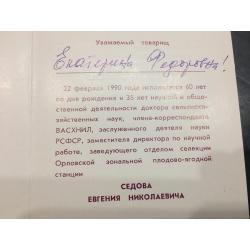 Уважаемый товарищ
Екатерина Федоровна!
22 февраля 1990 года исполняется 60 лет
со дня рождения и 35 лет научной и общест-
венной деятельности доктора сельскохо-
зяйственных наук, члена-корреспондента
ВАСХНИЛ, заслуженного деятеля науки
РСФСР, заместителя директора по научной
работе, заведующего отделом селекции
Орловской зональной плодово-ягодной
станции
СЕДОВА
ЕВГЕНИЯ НИКОЛАЕВИЧА